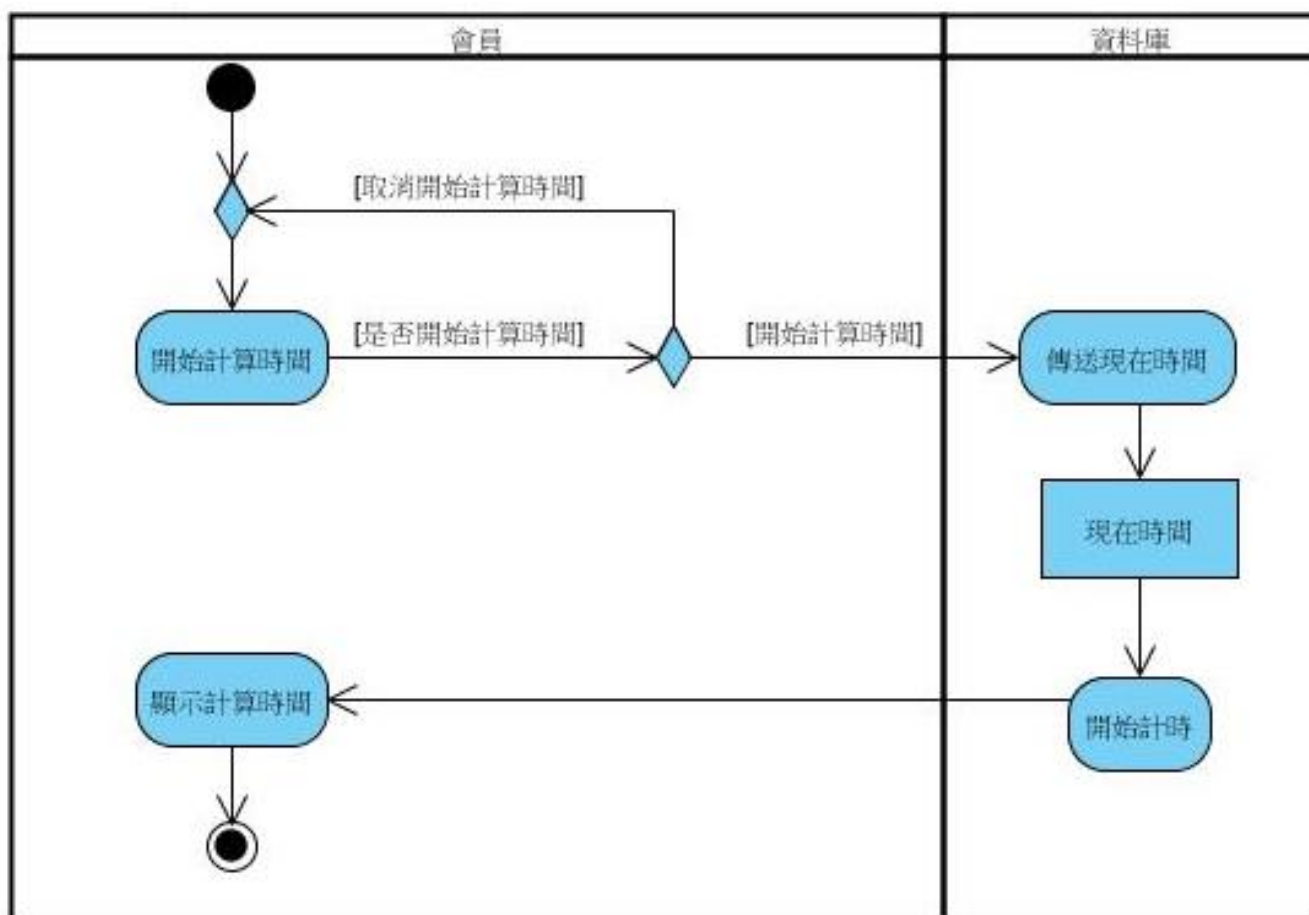 會員
資料庫
[取消開始計算時間]
開始計算時間
[是否開始計算時間]
[開始計算時間]
傳送現在時間
現在時間
顯示計算時間
開始計時